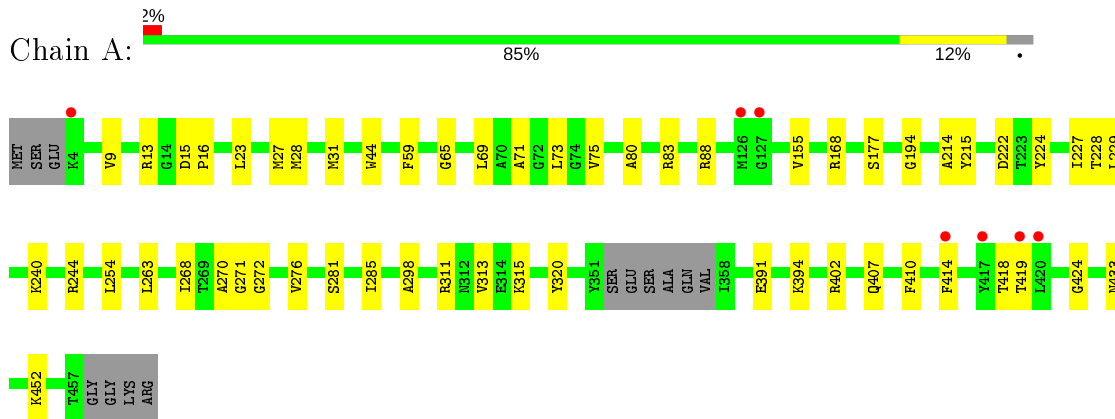 2%
Chain A:
85% 12% •
MET SER GLU K4 V9 R13 G14 D15 P16 L23 M27 M28 M31 W44 F59 G65 L69 A70 A71 G72 L73 G74 V75 A80 R83 R88 M126 G127 V155 R168 S177 G194 A214 Y215 D222 T223 Y224 I227 T228
K240 R244 L254 L263 I268 T269 A270 G271 G272 V276 S281 I285 A298 R311 N312 V313 E314 K315 Y320 Y351 SER GLU SER ALA GLN VAL I358 E391 K394 R402 Q407 F410 F414 Y417 T418 T419 L420 G424 N433
K452 T457 GLY GLY LYS ARG